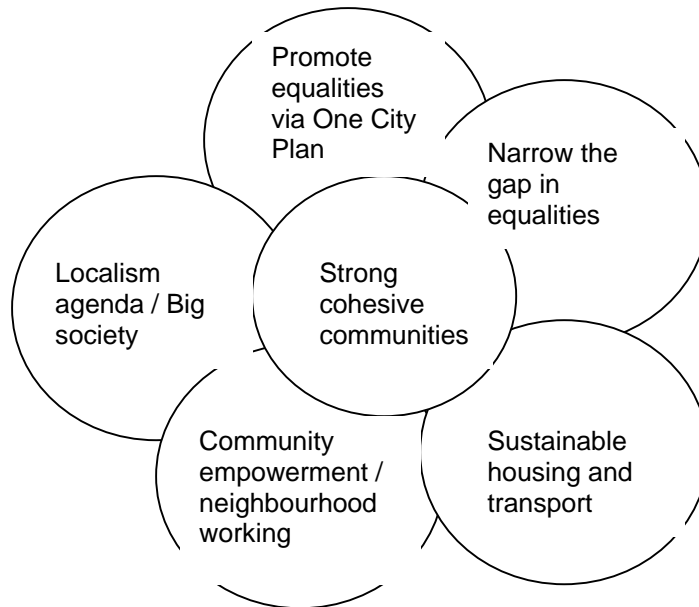 Promote
equalities
via One City
Plan
Narrow the
gap in
equalities
Localism
agenda / Big
society
Strong
cohesive
communities
Community
empowerment /
neighbourhood
working
Sustainable
housing and
transport